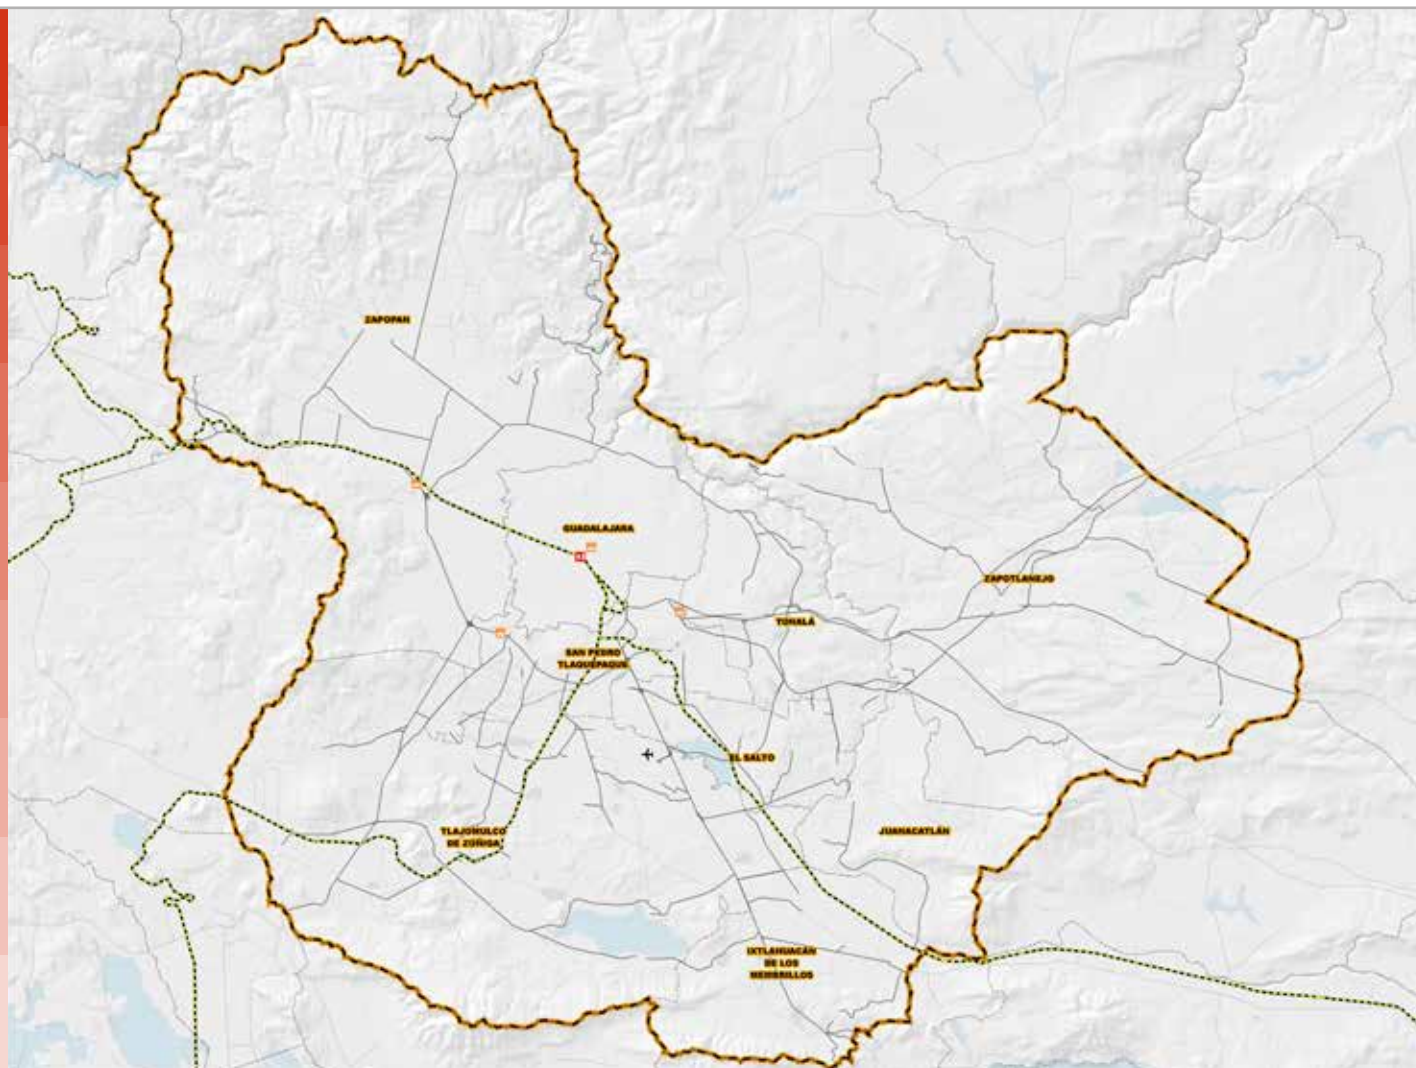 ZAPOPAN
GUADALAJARA
ZAPOTLANEJO
TONALÁ
SAN PEDRO
TLAQUEPAQUE
EL SALTO
TLAJOMULCO
DE ZÚÑIGA
JUANACATLÁN
IXTLAHUACÁN
DE LOS
MEMBRILLOS